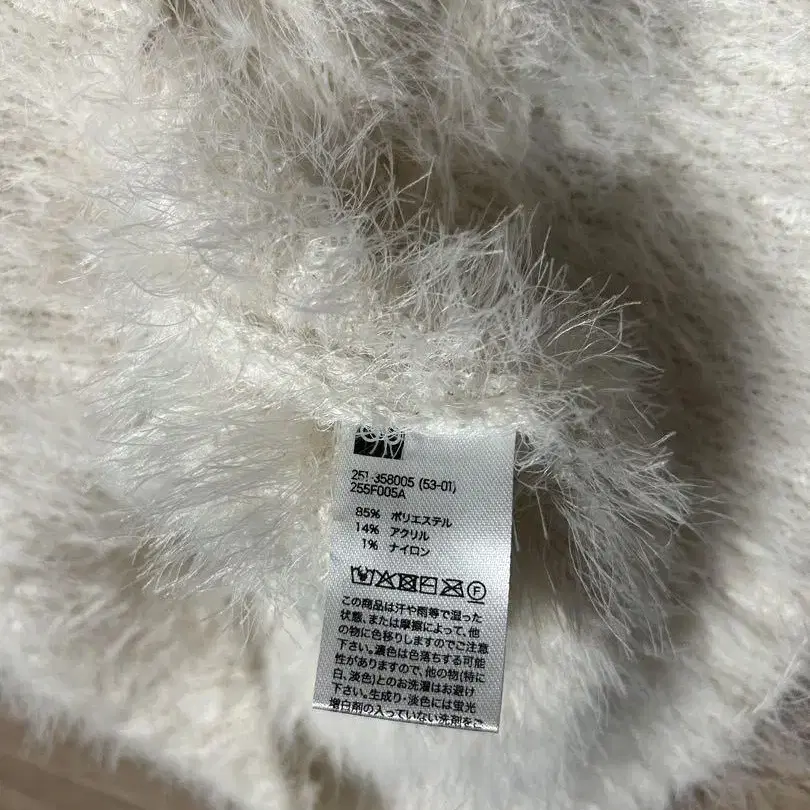 251 358005 (53-01)
255F005A
85% ポリエステル
14% アクリル
1% ナイロン
F
この商品は汗や雨等で湿った
状態、または摩擦によって、他
の物に色移りしますのでご注意
下さい。濃色は色落ちする可能
性がありますので、他の物(特に
白、淡色)とのお洗濯はお避け
下さい。生成り・淡色には蛍光
増白剤の入っていない洗剤をご